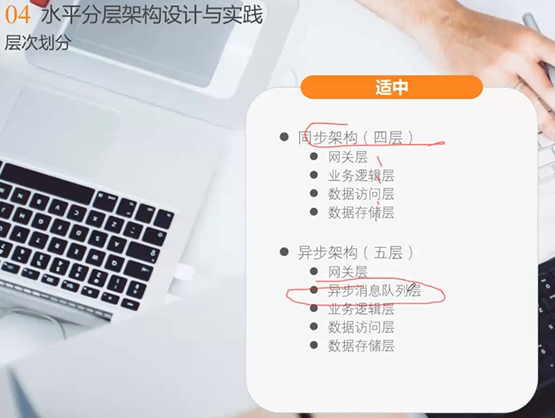 04 水平分层架构设计与实践
层次划分
适中
同步架构（四层）
网关层
业务逻辑层
数据访问层
数据存储层
异步架构（五层）
网关层
异步消息队列层
业务逻辑层
数据访问层
数据存储层